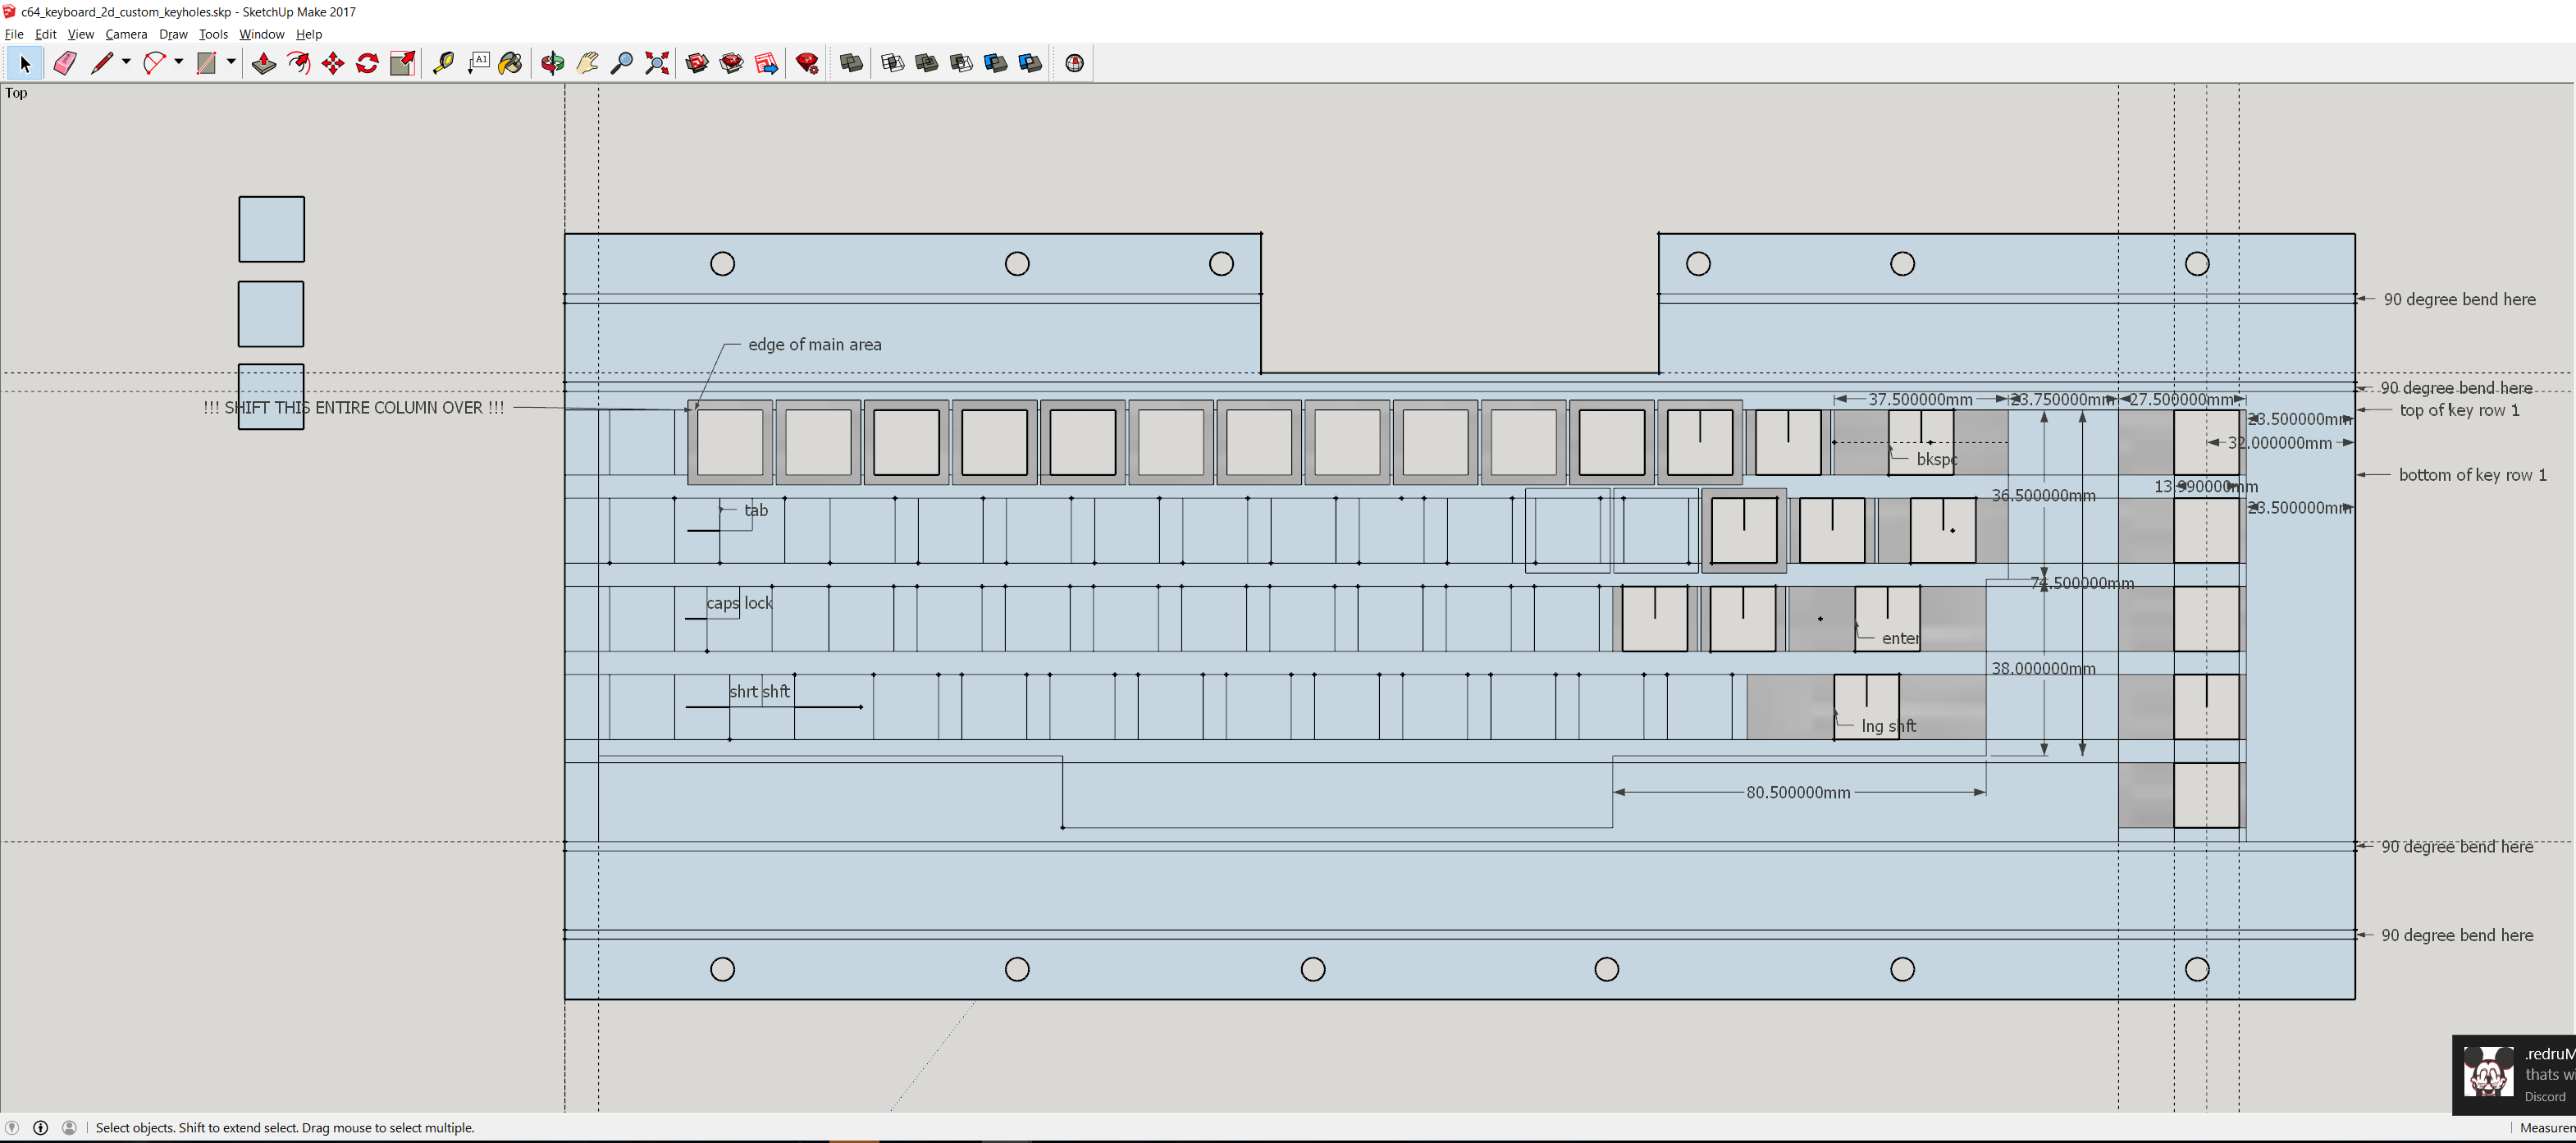 c64_keyboard_2d_custom_keyholes.skp - SketchUp Make 2017
File Edit View Camera Draw Tools Window Help
A1
Top
90 degree bend here
edge of main area
90 degree bend here
!!! SHIFT THIS ENTIRE COLUMN OVER !!!
37.500000mm
23.750000mm
27.500000mm
top of key row 1
23.500000mm
32.000000mm
bkspc
bottom of key row 1
13.990000mm
36.500000mm
23.500000mm
tab
74.500000mm
caps lock
enter
38.000000mm
shrt shft
lng shft
80.500000mm
90 degree bend here
90 degree bend here
.redruM
thats
Discord
Select objects. Shift to extend select. Drag mouse to select multiple.